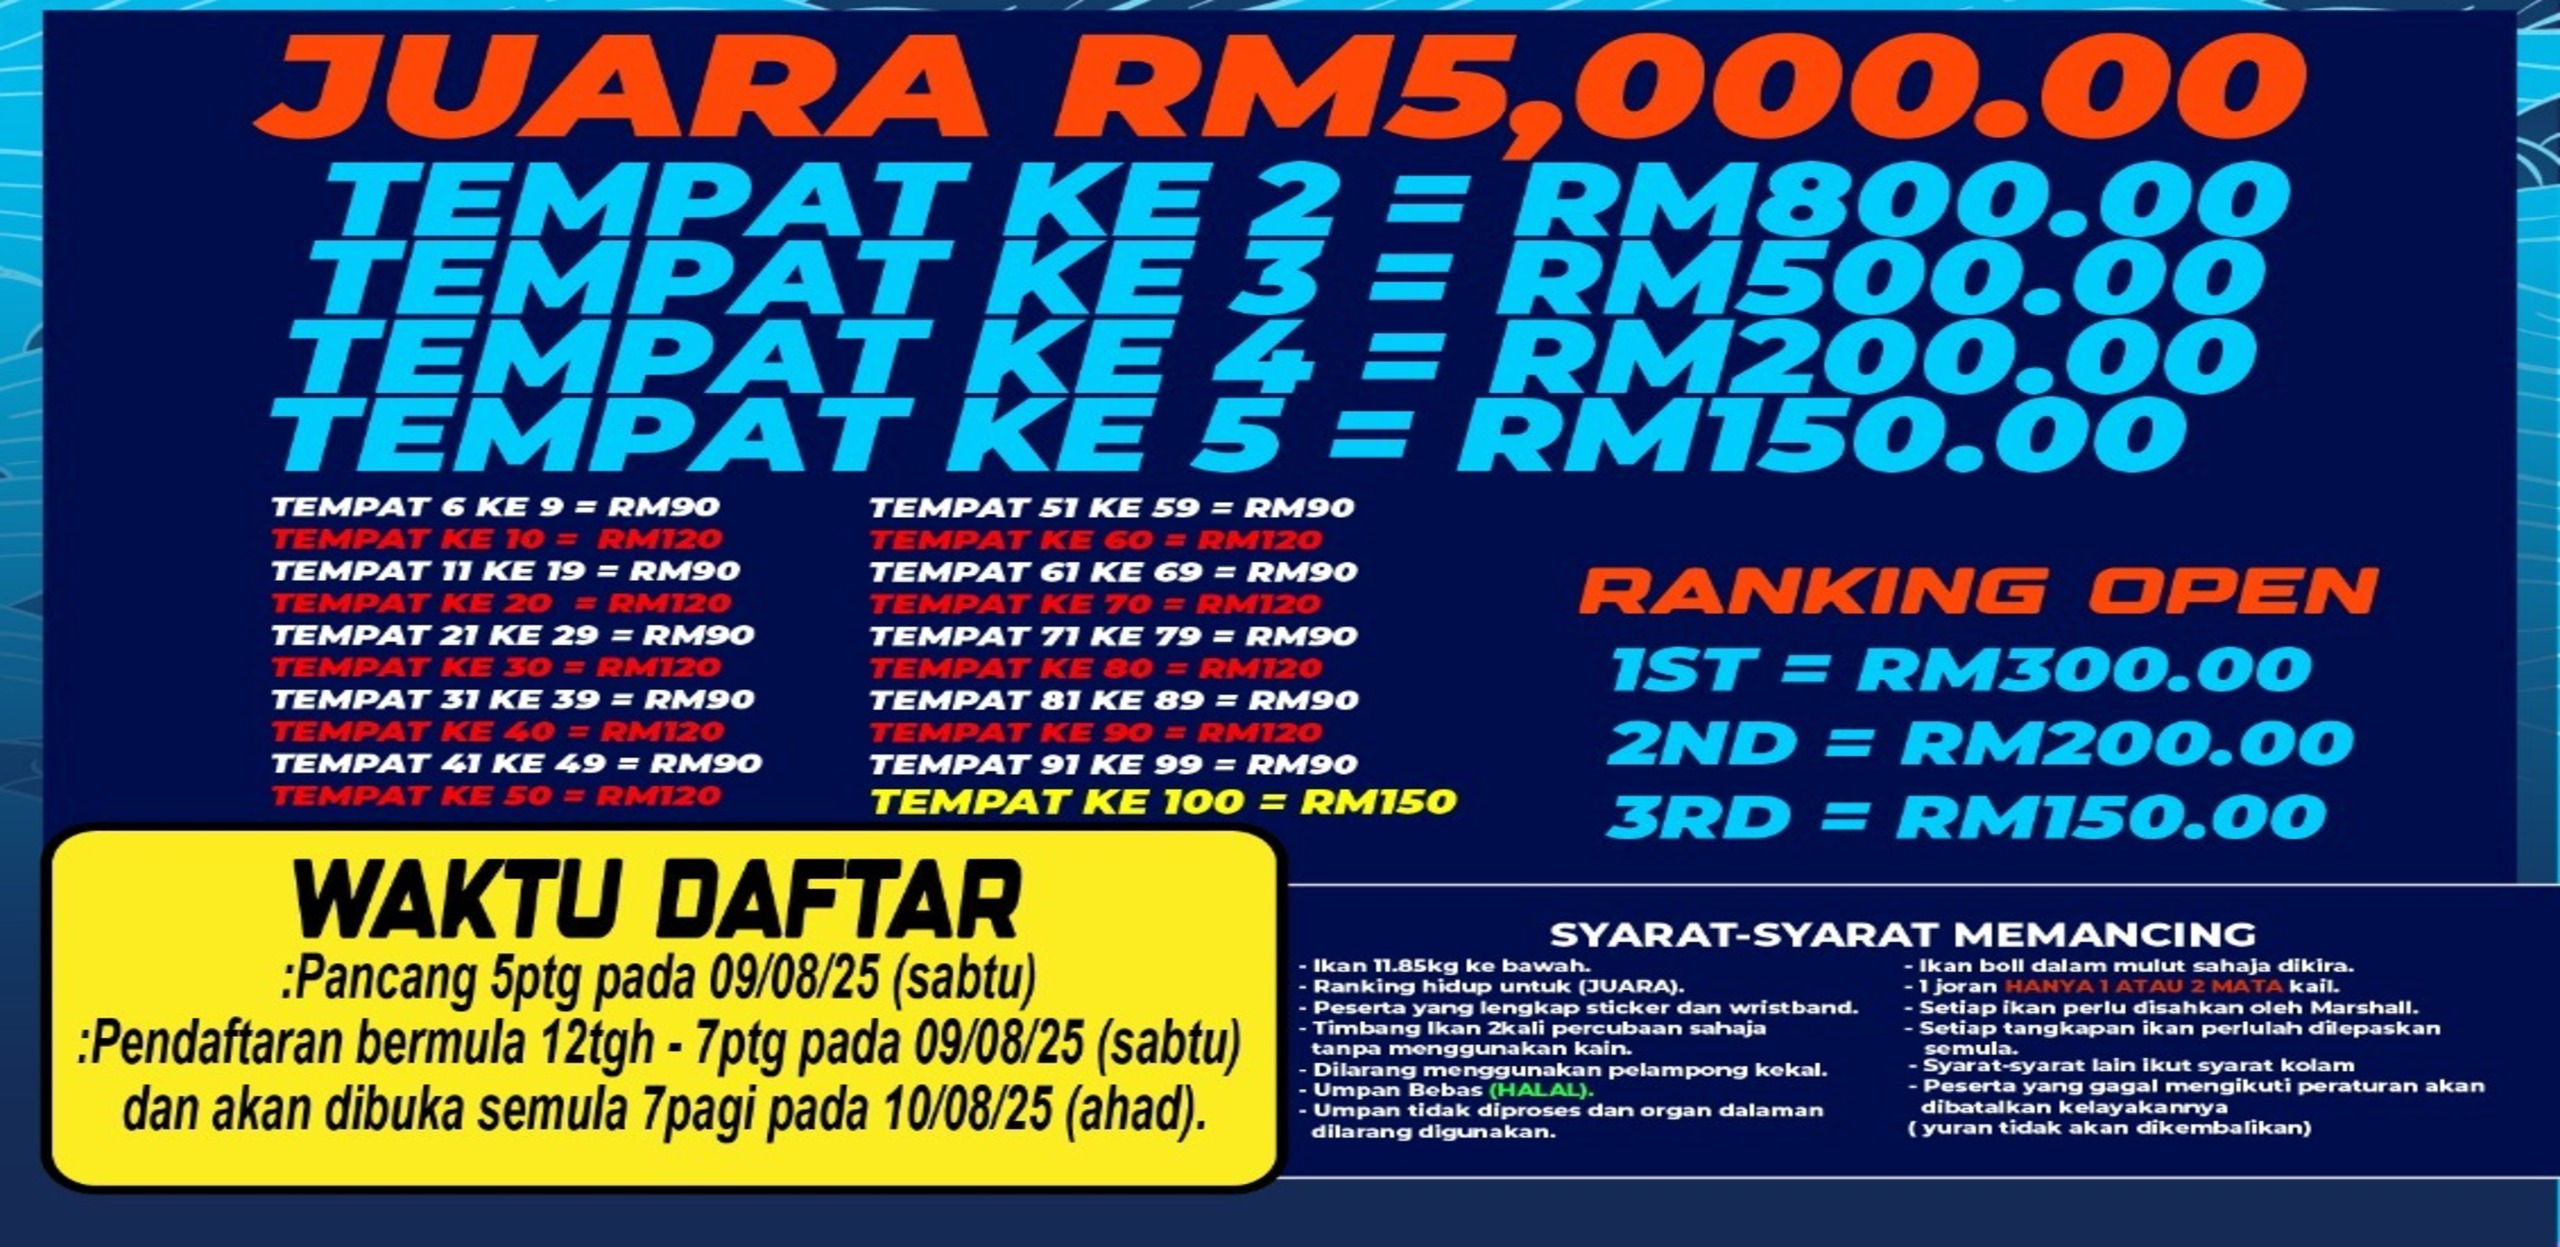 JUARA RM5,000.00
TEMPAT KE 2 = RM800.00
TEMPAT KE 3 = RM500.00
TEMPAT KE 4 = RM200.00
TEMPAT KE 5 = RM150.00
TEMPAT 6 KE 9 = RM90
TEMPAT KE 10 = RM120
TEMPAT 11 KE 19 = RM90
TEMPAT KE 20 = RM120
TEMPAT 21 KE 29 = RM90
TEMPAT KE 30 = RM120
TEMPAT 31 KE 39 = RM90
TEMPAT KE 40 = RM120
TEMPAT 41 KE 49 = RM90
TEMPAT KE 50 = RM120
TEMPAT 51 KE 59 = RM90
TEMPAT KE 60 = RM120
TEMPAT 61 KE 69 = RM90
TEMPAT KE 70 = RM120
TEMPAT 71 KE 79 = RM90
TEMPAT KE 80 = RM120
TEMPAT 81 KE 89 = RM90
TEMPAT KE 90 = RM120
TEMPAT 91 KE 99 = RM90
TEMPAT KE 100 = RM150
RANKING OPEN
1ST = RM300.00
2ND = RM200.00
3RD = RM150.00
WAKTU DAFTAR
:Pancang 5ptg pada 09/08/25 (sabtu)
:Pendaftaran bermula 12tgh - 7ptg pada 09/08/25 (sabtu)
dan akan dibuka semula 7pagi pada 10/08/25 (ahad).
SYARAT-SYARAT MEMANCING
- Ikan 11.85kg ke bawah.
- Ranking hidup untuk (JUARA).
- Peserta yang lengkap sticker dan wristband.
- Timbang Ikan 2kali percubaan sahaja
tanpa menggunakan kain.
- Dilarang menggunakan pelampong kekal.
- Umpan Bebas (HALAL).
- Umpan tidak diproses dan organ dalaman
dilarang digunakan.
- Ikan boll dalam mulut sahaja dikira.
- 1 joran HANYA 1 ATAU 2 MATA kail.
- Setiap ikan perlu disahkan oleh Marshall.
- Setiap tangkapan ikan perlulah dilepaskan
semula.
- Syarat-syarat lain ikut syarat kolam
- Peserta yang gagal mengikuti peraturan akan
dibatalkan kelayakannya
( yuran tidak akan dikembalikan)